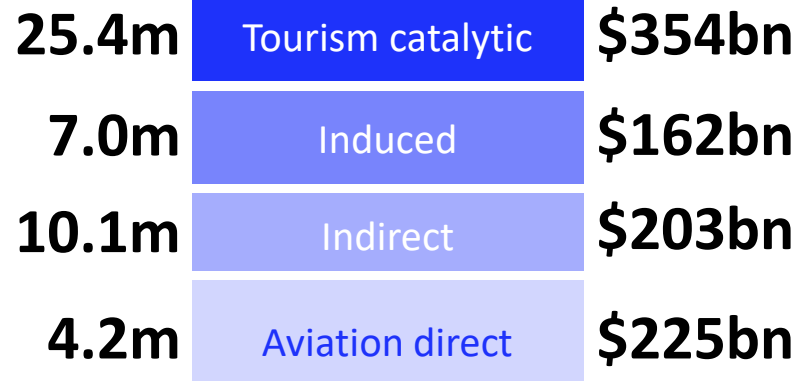 25.4m Tourism catalytic $354bn
7.0m Induced $162bn
10.1m Indirect $203bn
4.2m Aviation direct $225bn